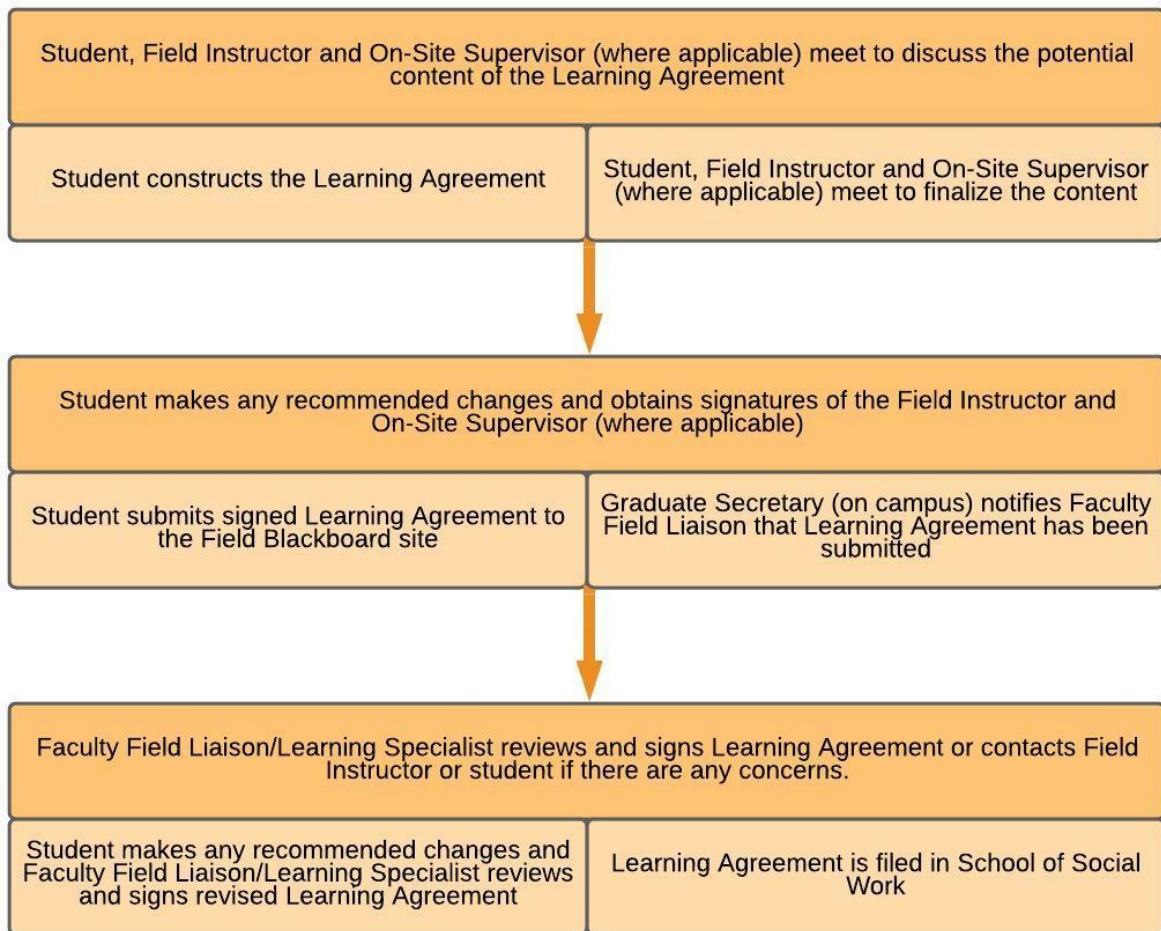 Student, Field Instructor and On-Site Supervisor (where applicable) meet to discuss the potential
content of the Learning Agreement
Student constructs the Learning Agreement
Student, Field Instructor and On-Site Supervisor
(where applicable) meet to finalize the content
Student makes any recommended changes and obtains signatures of the Field Instructor and
On-Site Supervisor (where applicable)
Student submits signed Learning Agreement to
the Field Blackboard site
Graduate Secretary (on campus) notifies Faculty
Field Liaison that Learning Agreement has been
submitted
Faculty Field Liaison/Learning Specialist reviews and signs Learning Agreement or contacts Field
Instructor or student if there are any concerns.
Student makes any recommended changes and
Faculty Field Liaison/Learning Specialist reviews
and signs revised Learning Agreement
Learning Agreement is filed in School of Social
Work